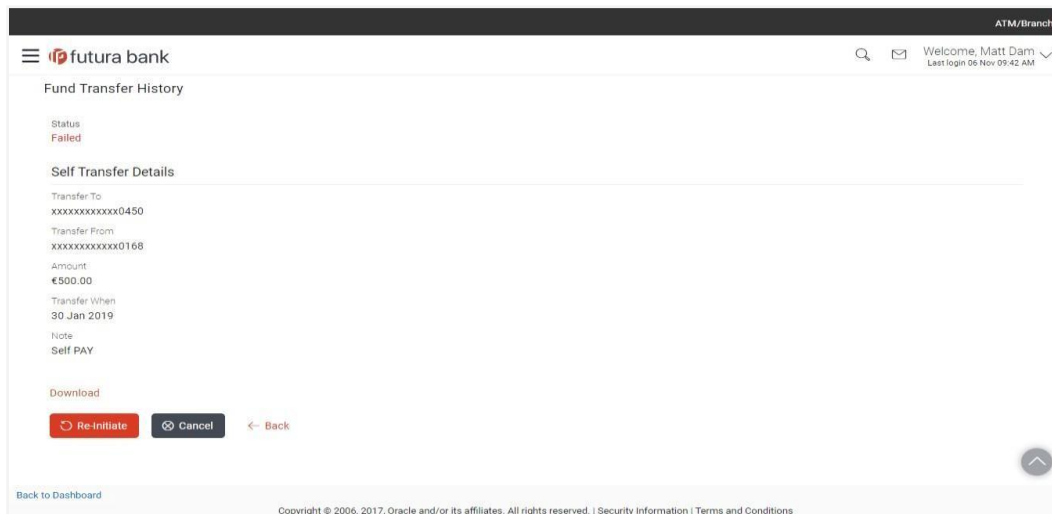 ATM/Branch
futura bank
Welcome, Matt Dam
Last login 06 Nov 09:42 AM
Fund Transfer History
Status
Failed
Self Transfer Details
Transfer To
xxxxxxxxxxxx0450
Transfer From
xxxxxxxxxxxx0168
Amount
€500.00
Transfer When
30 Jan 2019
Note
Self PAY
Download
Re-Initiate Cancel Back
Back to Dashboard
Copyright © 2006, 2017, Oracle and/or its affiliates. All rights reserved. | Security Information | Terms and Conditions